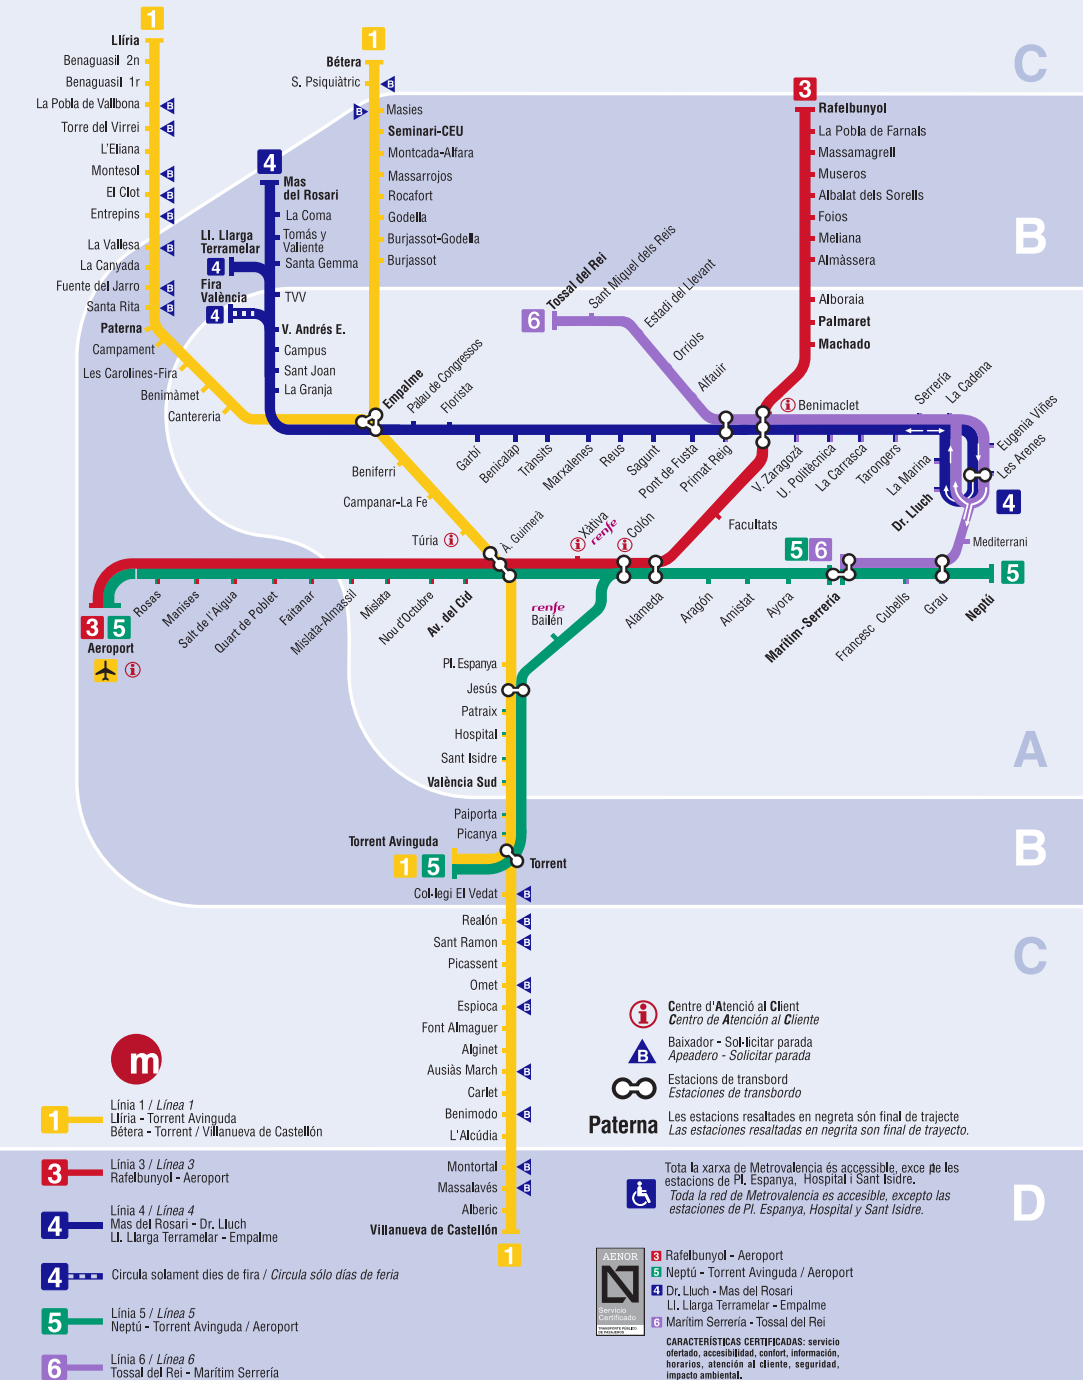 1
Llíria
Benaguasil 2n
Benaguasil 1r
La Pobla de Vallbona
B
Torre del Virrei
B
L'Eliana
Montesol
B
El Clot
B
Entrepins
B
La Vallesa
B
La Canyada
Fuente del Jarro
B
Santa Rita
B
Paterna
Campament
Les Carolines-Fira
Benimàmet
Cantereria
1
Bétera
S. Psiquiàtric
B
B
Masies
Seminari-CEU
Montcada-Alfara
Massarrojos
Rocafort
Godella
Burjassot-Godella
Burjassot
4
Mas
del Rosari
La Coma
Tomás y
Valiente
Santa Gemma
Ll. Llarga
Terramelar
4
Fira
València
4
TVV
V. Andrés E.
Campus
Sant Joan
La Granja
3
Rafelbunyol
La Pobla de Farnals
Massamagrell
Museros
Albalat dels Sorells
Foios
Meliana
Almàssera
Alboraia
Palmaret
Machado
C
B
6
Tossal del Rei
Sant Miquel dels Reis
Estadi del Llevant
Orriols
Alfauir
Benimaclet
Empalme
Palau de Congressos
Florista
Garbí
Benicalap
Trànsits
Marxalenes
Reus
Sagunt
Pont de Fusta
Primat Reig
V. Zaragozá
U. Politècnica
La Carrasca
Tarongers
Serrería
La Cadena
Eugenia Viñes
Les Arenes
La Marina
Dr. Lluch
4
Mediterrani
Beniferri
Campanar-La Fe
Túria
À. Guimerà
Xàtiva
renfe
Colón
Facultats
3 5
Aeroport
Rosas
Manises
Salt de l'Aigua
Quart de Poblet
Faitanar
Mislata-Almassil
Mislata
Nou d'Octubre
Av. del Cid
renfe
Bailén
Alameda
Aragón
Amistat
Ayora
5 6
Marítim-Serrería
Francesc Cubells
Grau
Neptú
5
Pl. Espanya
Jesús
Patraix
Hospital
Sant Isidre
València Sud
A
Paiporta
Picanya
Torrent Avinguda
1 5
Torrent
B
Col·legi El Vedat
B
Realón
B
Sant Ramon
B
Picassent
Omet
B
Espioca
B
Font Almaguer
Alginet
Ausiàs March
B
Carlet
Benimodo
B
L'Alcúdia
Montortal
B
Massalavés
B
Alberic
Villanueva de Castellón
1
C
D
Centre d'Atenció al Client
Centro de Atención al Cliente
B
Baixador - Sol·licitar parada
Apeadero - Solicitar parada
Estacions de transbord
Estaciones de transbordo
Paterna
Les estacions resaltades en negreta són final de trajecte
Las estaciones resaltadas en negrita son final de trayecto.
Tota la xarxa de Metrovalencia és accessible, excepte les
estacions de Pl. Espanya, Hospital i Sant Isidre.
Toda la red de Metrovalencia es accesible, excepto las
estaciones de Pl. Espanya, Hospital y Sant Isidre.
m
1
Línia 1 / Línea 1
Llíria - Torrent Avinguda
Bétera - Torrent / Villanueva de Castellón
3
Línia 3 / Línea 3
Rafelbunyol - Aeroport
4
Línia 4 / Línea 4
Mas del Rosari - Dr. Lluch
Ll. Llarga Terramelar - Empalme
4
Circula solament dies de fira / Circula sólo días de feria
5
Línia 5 / Línea 5
Neptú - Torrent Avinguda / Aeroport
6
Línia 6 / Línea 6
Tossal del Rei - Marítim Serrería
AENOR
N
Servicio
Certificado
TRANSPORTE PÚBLICO
DE PASAJEROS
3 Rafelbunyol - Aeroport
5 Neptú - Torrent Avinguda / Aeroport
4 Dr. Lluch - Mas del Rosari
Ll. Llarga Terramelar - Empalme
6 Marítim Serrería - Tossal del Rei
CARACTERÍSTICAS CERTIFICADAS: servicio
ofertado, accesibilidad, confort, información,
horarios, atención al cliente, seguridad,
impacto ambiental.